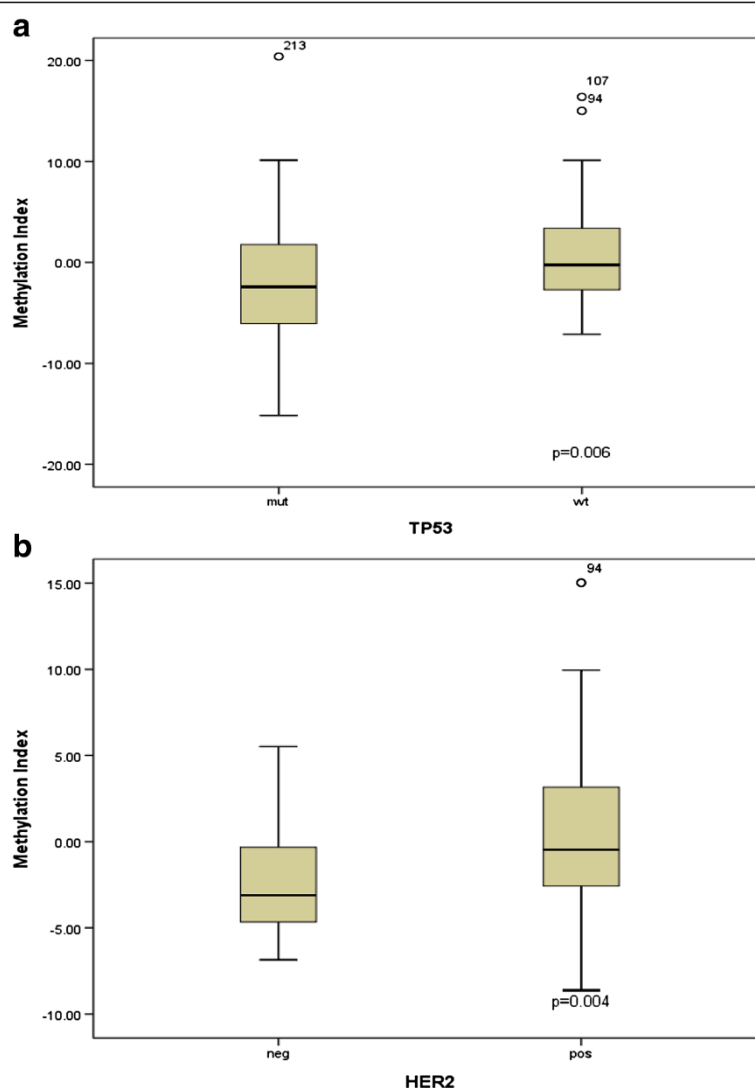 a
213
20.00
107
94
10.00
0.00
-10.00
-20.00
Methylation Index
p=0.006
mut
wt
TP53
b
94
15.00
10.00
5.00
0.00
-5.00
-10.00
Methylation Index
p=0.004
neg
pos
HER2